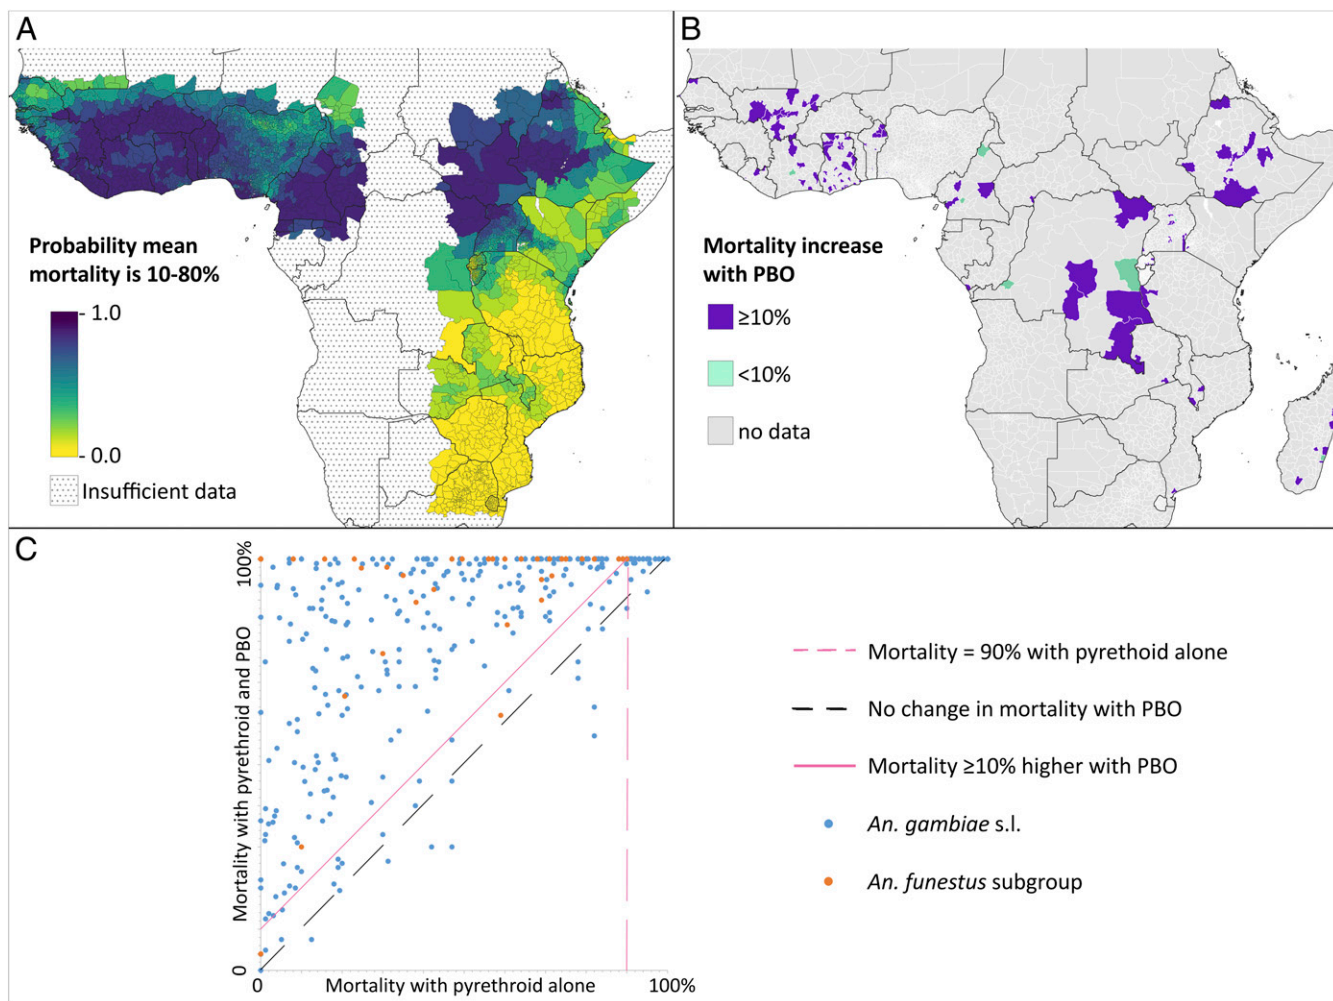 A
Probability mean
mortality is 10-80%
1.0
0.0
Insufficient data
B
Mortality increase
with PBO
≥10%
<10%
no data
C
100%
Mortality with pyrethroid and PBO
0
0
Mortality with pyrethroid alone
100%
Mortality = 90% with pyrethoid alone
No change in mortality with PBO
Mortality ≥10% higher with PBO
An. gambiae s.l.
An. funestus subgroup